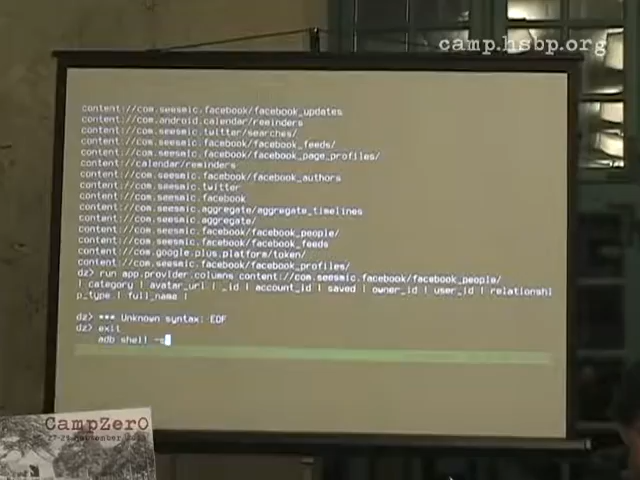 camp.hsbp.org
content://com.seesmic.facebook/facebook_updates
content://com.android.calendar/reminders
content://com.seesmic.twitter/searches/
content://com.seesmic.facebook/facebook_feeds/
content://com.seesmic.facebook/facebook_page_profiles/
content://calendar/reminders
content://com.seesmic.facebook/facebook_authors
content://com.seesmic.twitter
content://com.seesmic.facebook
content://com.seesmic.aggregate/aggregate_timelines
content://com.seesmic.aggregate/
content://com.seesmic.facebook/facebook_people/
content://com.seesmic.facebook/facebook_feeds
content://com.google.plus.platform/token/
content://com.seesmic.facebook/facebook_profiles/
dz> run app.provider.columns content://com.seesmic.facebook/facebook_people/
| category | avatar_url | _id | account_id | saved | owner_id | user_id | relationshi
p_type | full_name |
dz> *** Unknown syntax: EOF
dz> exit
adb shell
CampZer0